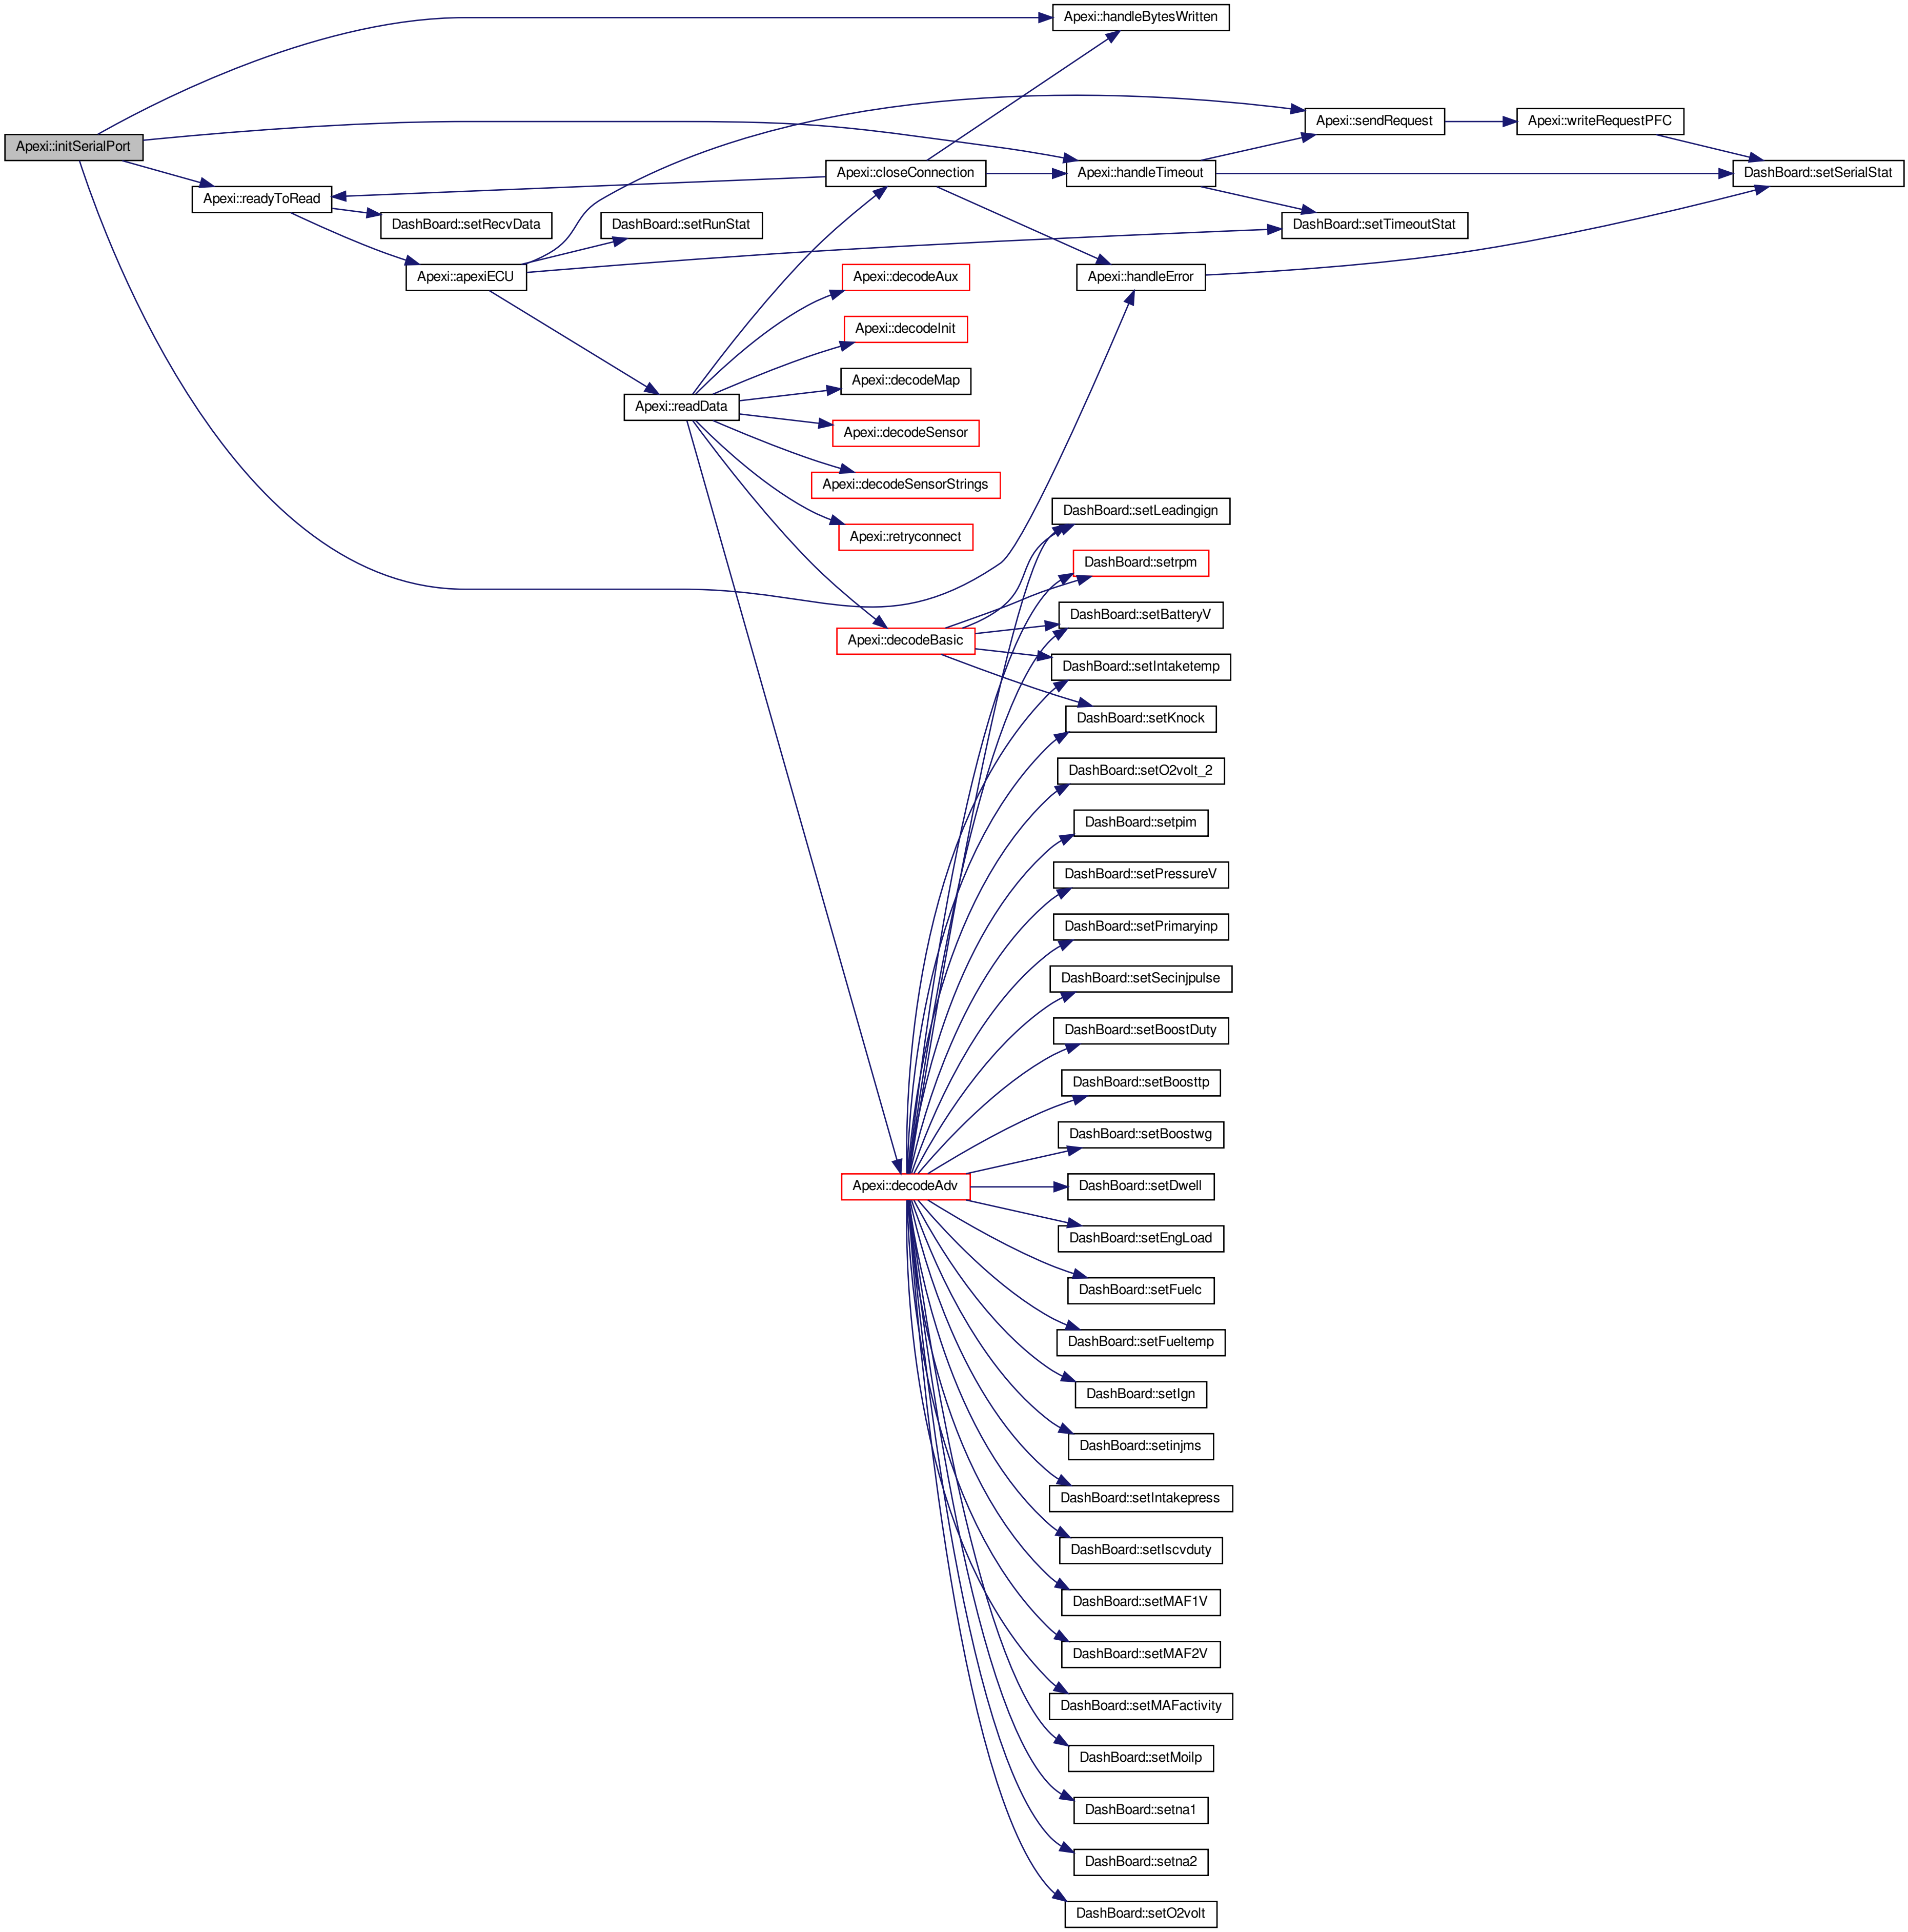 Apexi::handleBytesWritten
Apexi::sendRequest
Apexi::writeRequestPFC
Apexi::initSerialPort
Apexi::closeConnection
Apexi::handleTimeout
DashBoard::setSerialStat
Apexi::readyToRead
DashBoard::setRecvData
DashBoard::setRunStat
DashBoard::setTimeoutStat
Apexi::apexiECU
Apexi::decodeAux
Apexi::handleError
Apexi::decodeInit
Apexi::decodeMap
Apexi::readData
Apexi::decodeSensor
Apexi::decodeSensorStrings
DashBoard::setLeadingign
Apexi::retryconnect
DashBoard::setrpm
DashBoard::setBatteryV
Apexi::decodeBasic
DashBoard::setIntaketemp
DashBoard::setKnock
DashBoard::setO2volt_2
DashBoard::setpim
DashBoard::setPressureV
DashBoard::setPrimaryinp
DashBoard::setSecinjpulse
DashBoard::setBoostDuty
DashBoard::setBoosttp
DashBoard::setBoostwg
Apexi::decodeAdv
DashBoard::setDwell
DashBoard::setEngLoad
DashBoard::setFuelc
DashBoard::setFueltemp
DashBoard::setIgn
DashBoard::setinjms
DashBoard::setIntakepress
DashBoard::setIscvduty
DashBoard::setMAF1V
DashBoard::setMAF2V
DashBoard::setMAFactivity
DashBoard::setMoilp
DashBoard::setna1
DashBoard::setna2
DashBoard::setO2volt